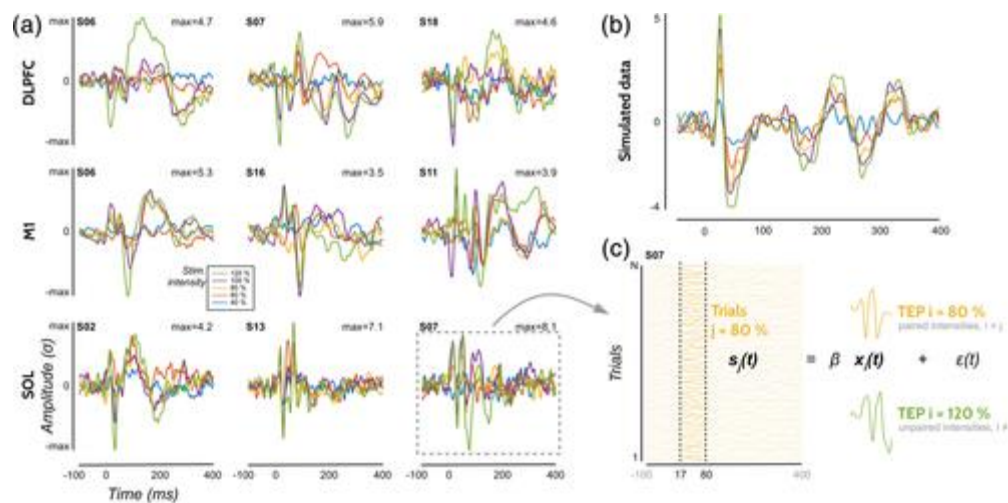 (a)
S06 max=4.7
S07 max=5.9
S18 max=4.6
max
0
-max
DLPFC
S06 max=5.3
S16 max=3.5
S11 max=3.9
max
0
-max
M1
Stim. intensity
120 %
100 %
80 %
60 %
40 %
S02 max=4.2
S13 max=7.1
S07 max=8.1
max
0
-max
SOL
Amplitude (σ)
-100 0 100 200 300 400
-100 0 100 200 300 400
-100 0 100 200 300 400
Time (ms)
(b)
Simulated data
5
0
-4
0 100 200 300 400
(c)
S07
N
Trials
1
Trials
j = 80 %
-100 17 80 400
TEP i = 80 %
paired intensities, i = j
sj(t) = β xi(t) + ε(t)
TEP i = 120 %
unpaired intensities, i